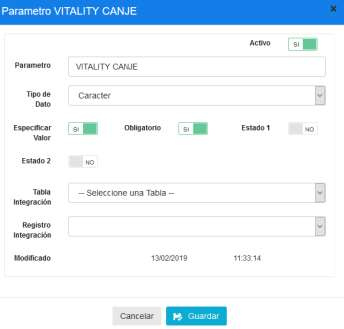 Parametro VITALITY CANJE ×
Activo SI
Parametro VITALITY CANJE
Tipo de Dato Caracter
Especificar Valor SI Obligatorio SI Estado 1 NO
Estado 2 NO
Tabla Integración -- Seleccione una Tabla --
Registro Integración
Modificado 13/02/2019 11:33:14
Cancelar Guardar